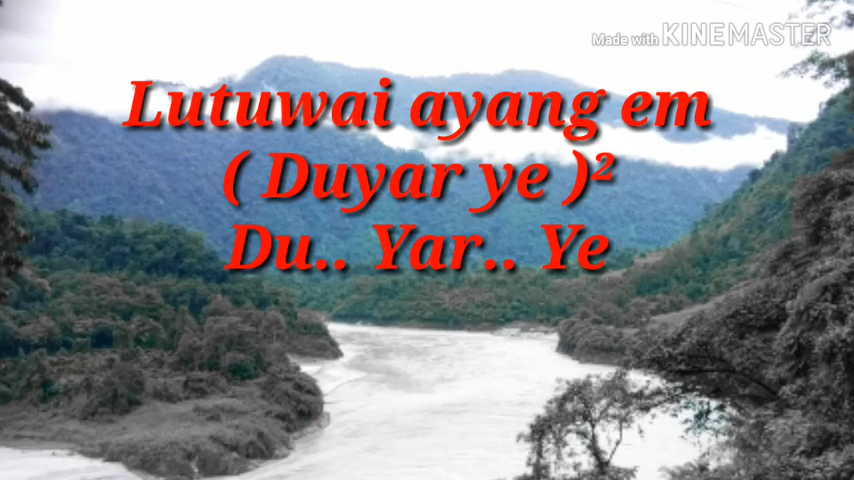 Made with KINEMASTER
Lutuwai ayang em
( Duyar ye )²
Du.. Yar.. Ye